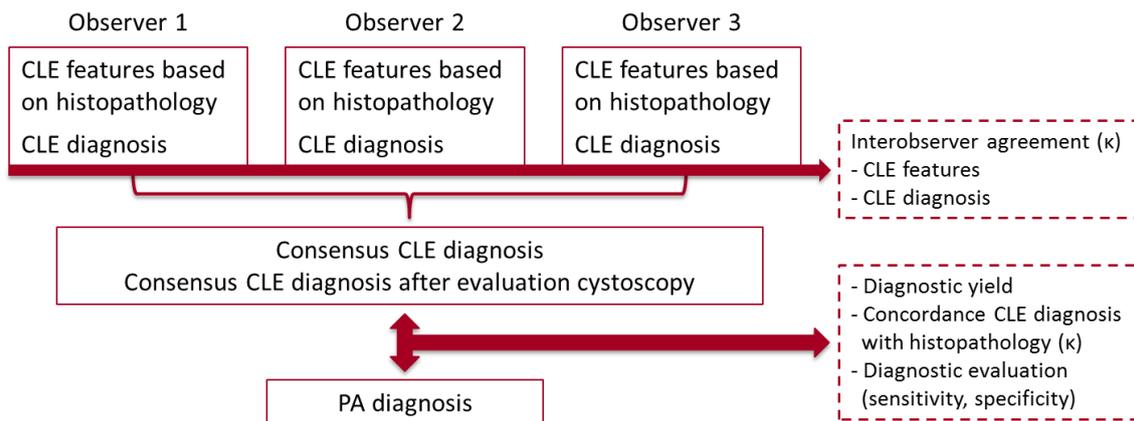 Observer 1
Observer 2
Observer 3
CLE features based
on histopathology
CLE diagnosis
CLE features based
on histopathology
CLE diagnosis
CLE features based
on histopathology
CLE diagnosis
Interobserver agreement (κ)
- CLE features
- CLE diagnosis
Consensus CLE diagnosis
Consensus CLE diagnosis after evaluation cystoscopy
- Diagnostic yield
- Concordance CLE diagnosis
with histopathology (κ)
- Diagnostic evaluation
(sensitivity, specificity)
PA diagnosis